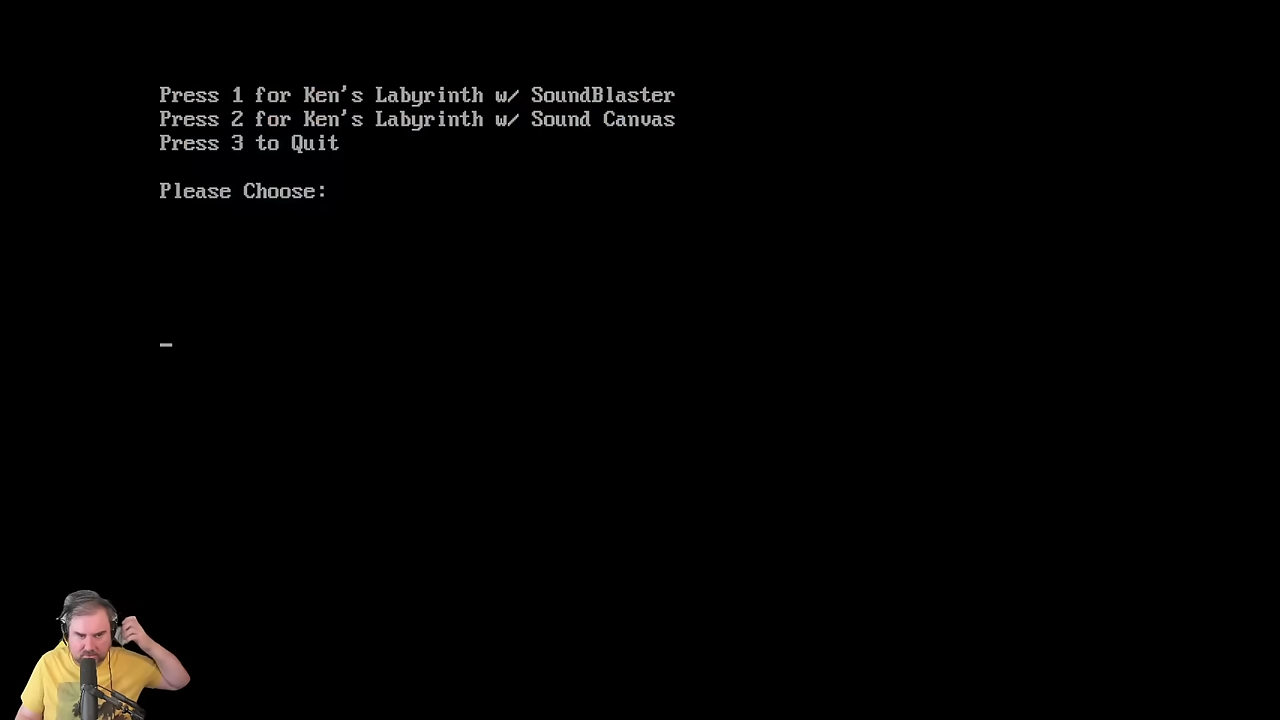 Press 1 for Ken's Labyrinth w/ SoundBlaster
Press 2 for Ken's Labyrinth w/ Sound Canvas
Press 3 to Quit
Please Choose: